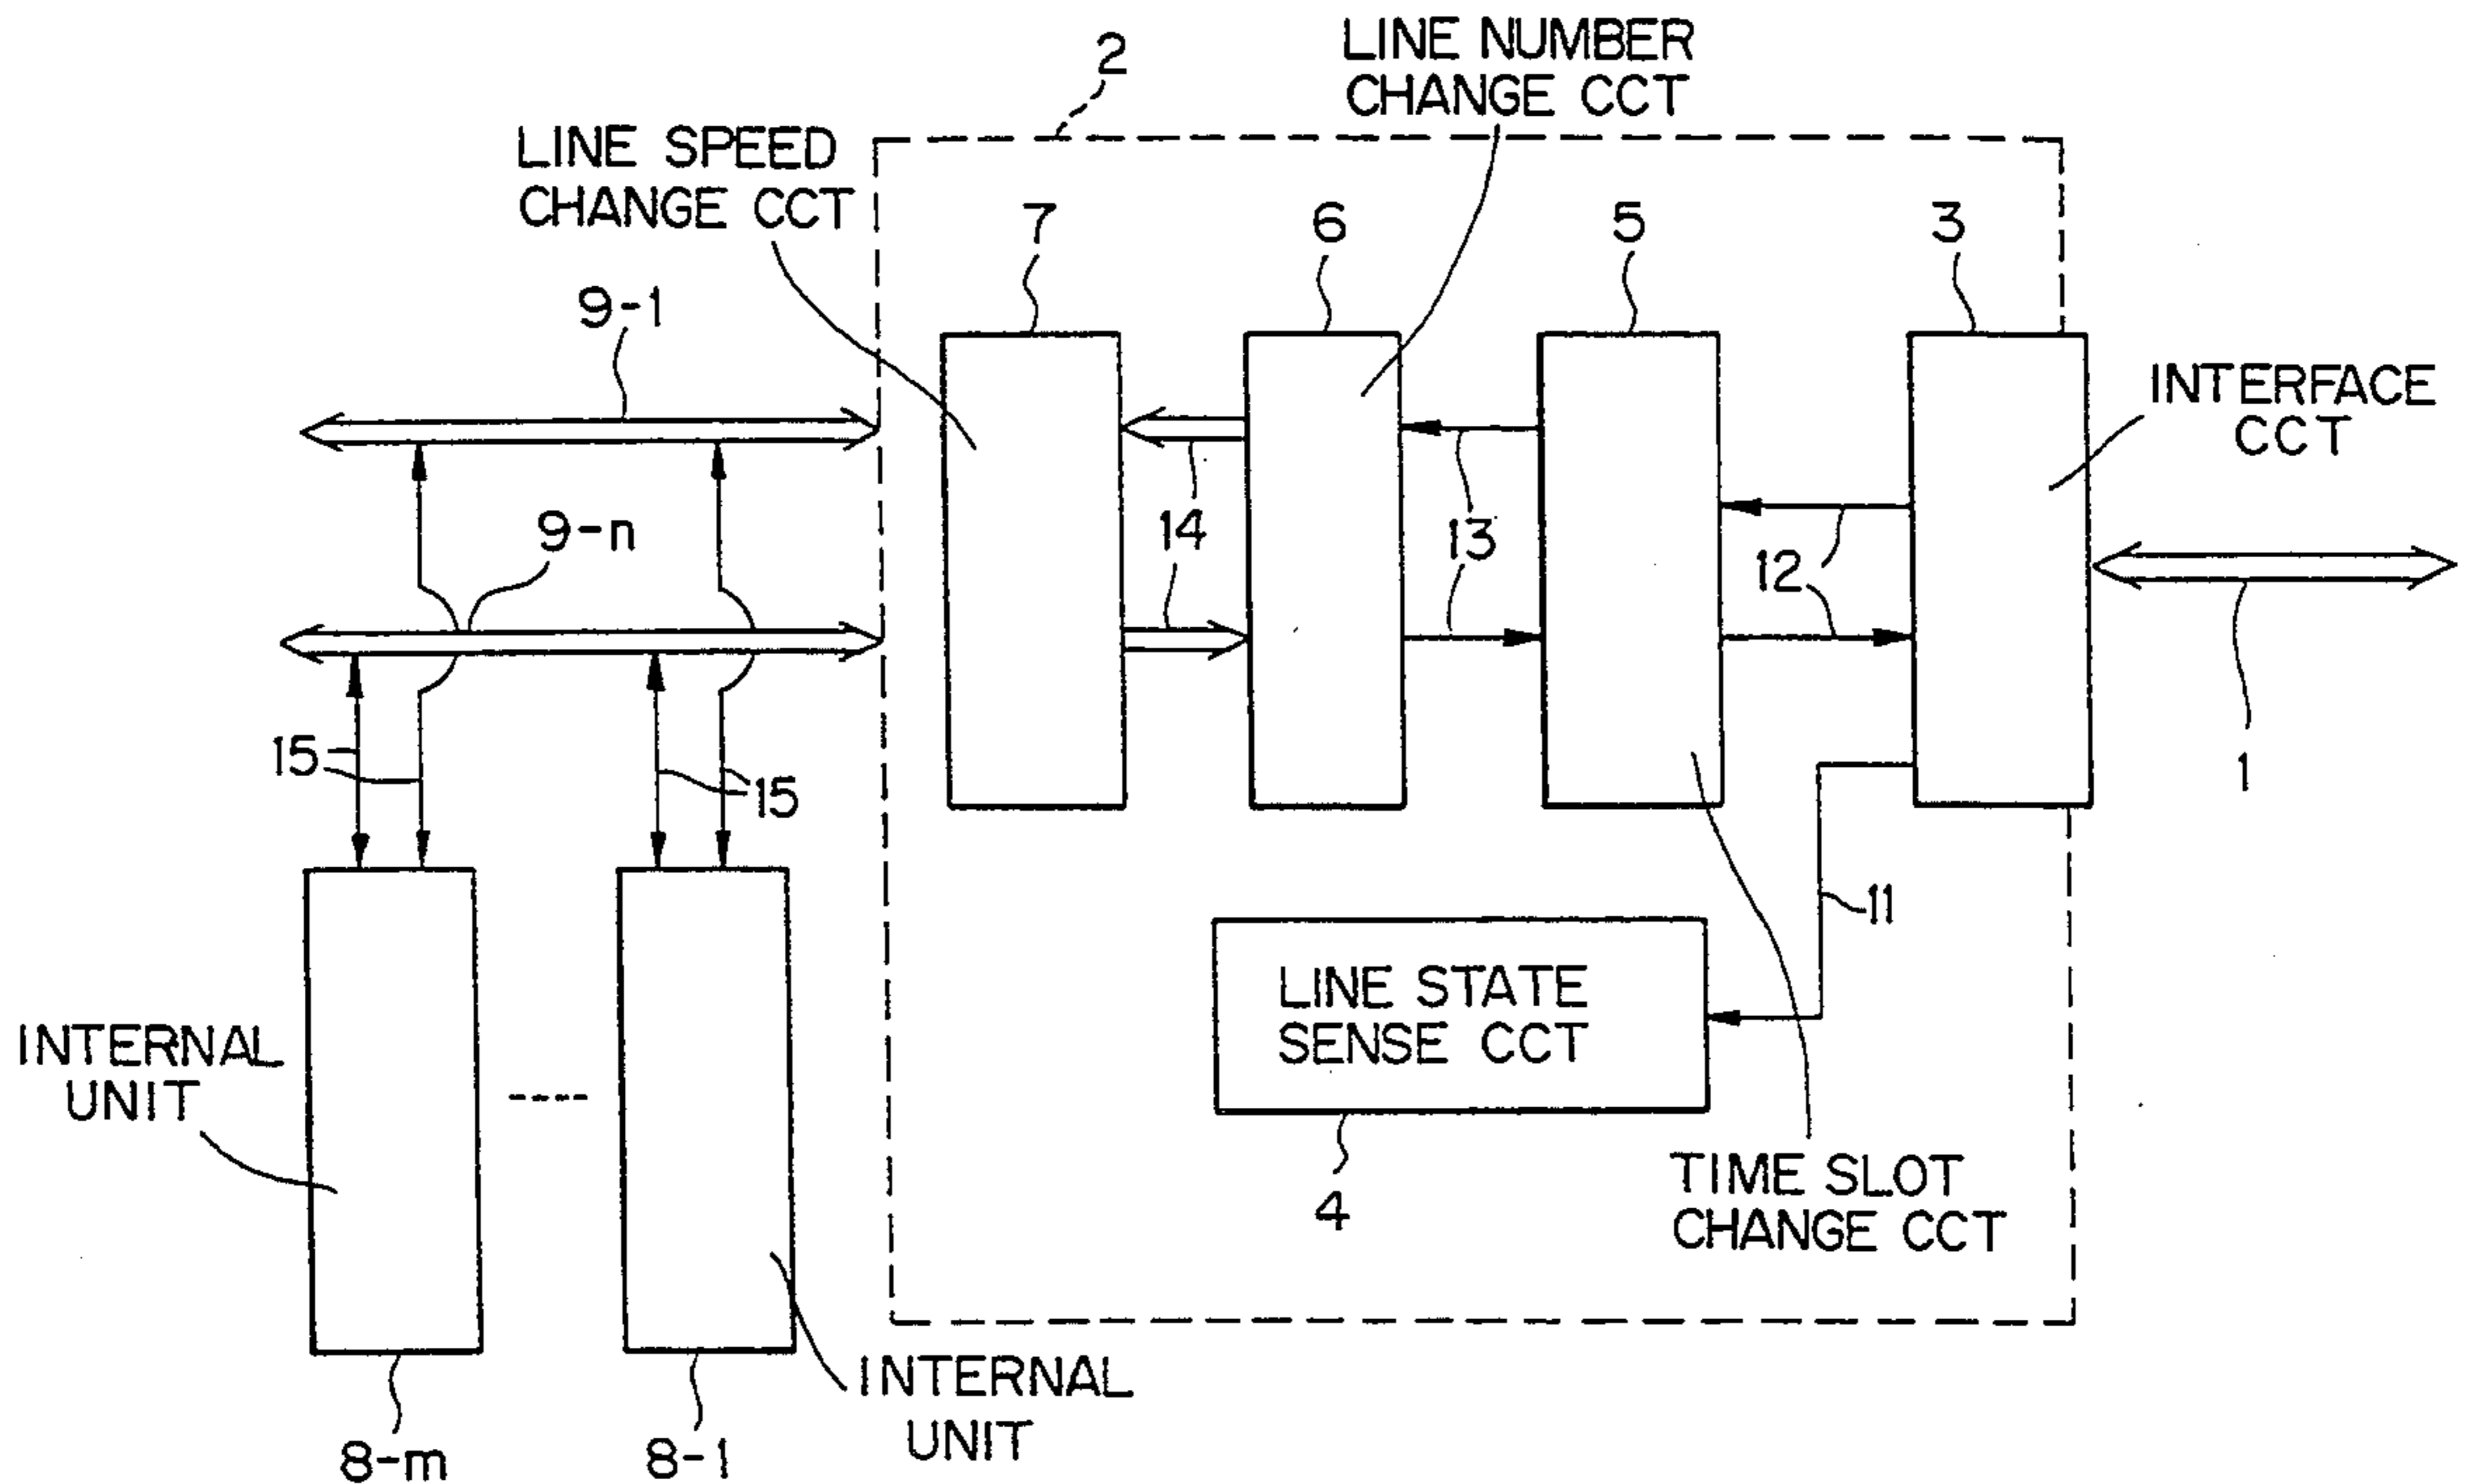 2
LINE NUMBER
CHANGE CCT
LINE SPEED
CHANGE CCT
7
6
5
3
9-1
INTERFACE
CCT
9-n
14
13
12
1
15
15
11
LINE STATE
SENSE CCT
INTERNAL
UNIT
4
TIME SLOT
CHANGE CCT
INTERNAL
UNIT
8-m
8-1